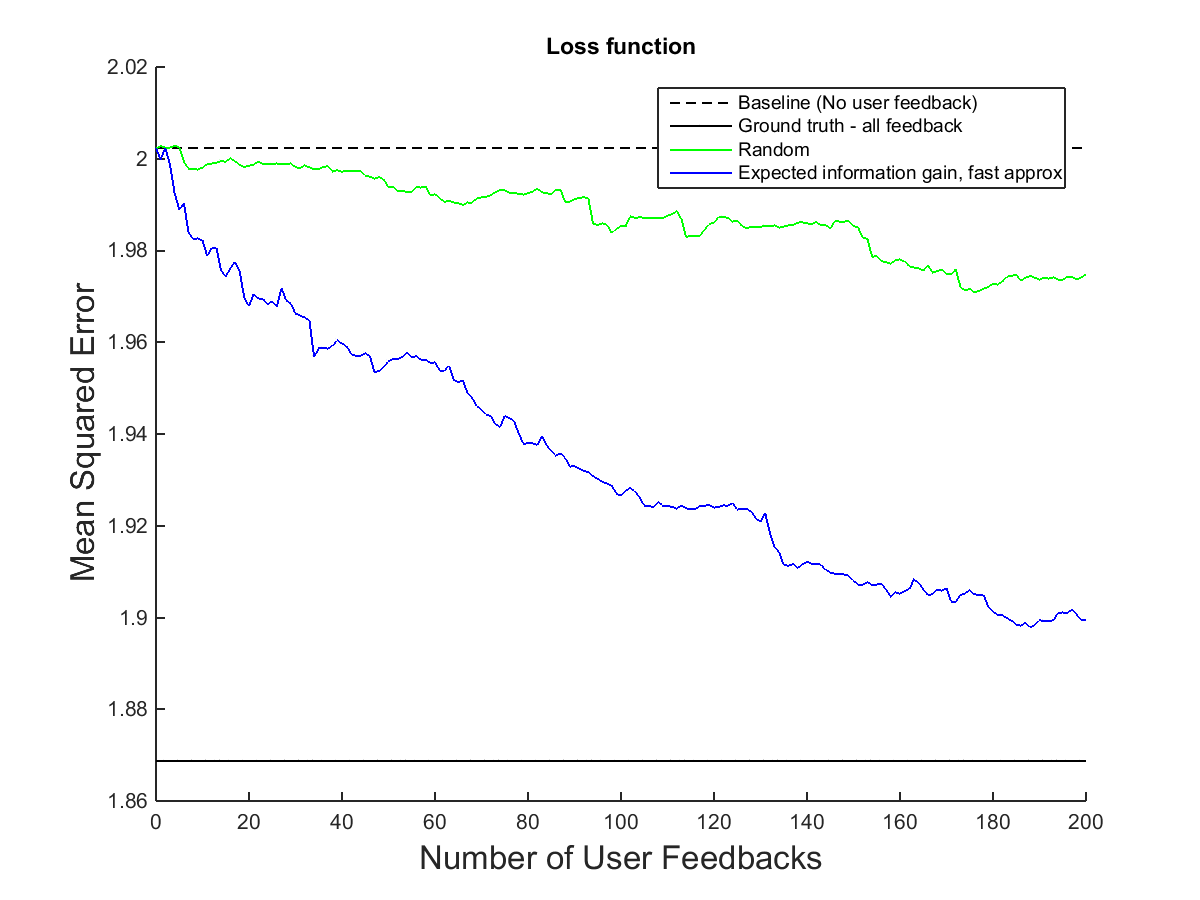 Loss function
2.02
2
1.98
1.96
1.94
1.92
1.9
1.88
1.86
Mean Squared Error
Baseline (No user feedback)
Ground truth - all feedback
Random
Expected information gain, fast approx
0 20 40 60 80 100 120 140 160 180 200
Number of User Feedbacks